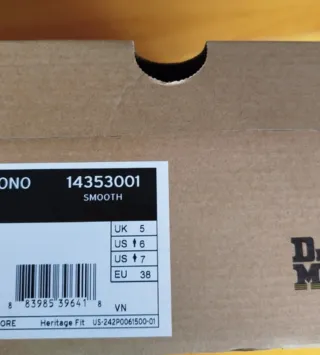 ONO 14353001
SMOOTH
UK 5
US 6
US 7
EU 38
8 83985 39641 8
VN
ORE Heritage Fit US-242P0061500-01
D
M